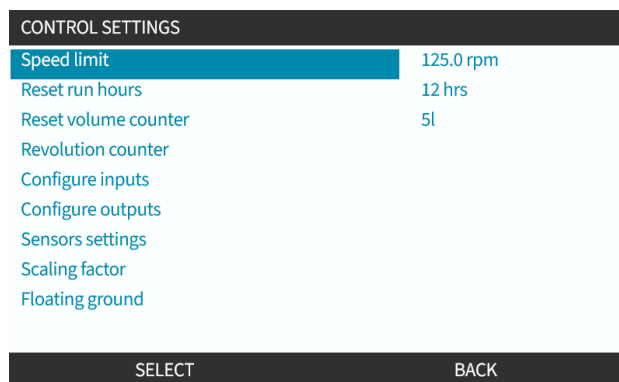 CONTROL SETTINGS
Speed limit 125.0 rpm
Reset run hours 12 hrs
Reset volume counter 5l
Revolution counter
Configure inputs
Configure outputs
Sensors settings
Scaling factor
Floating ground
SELECT BACK